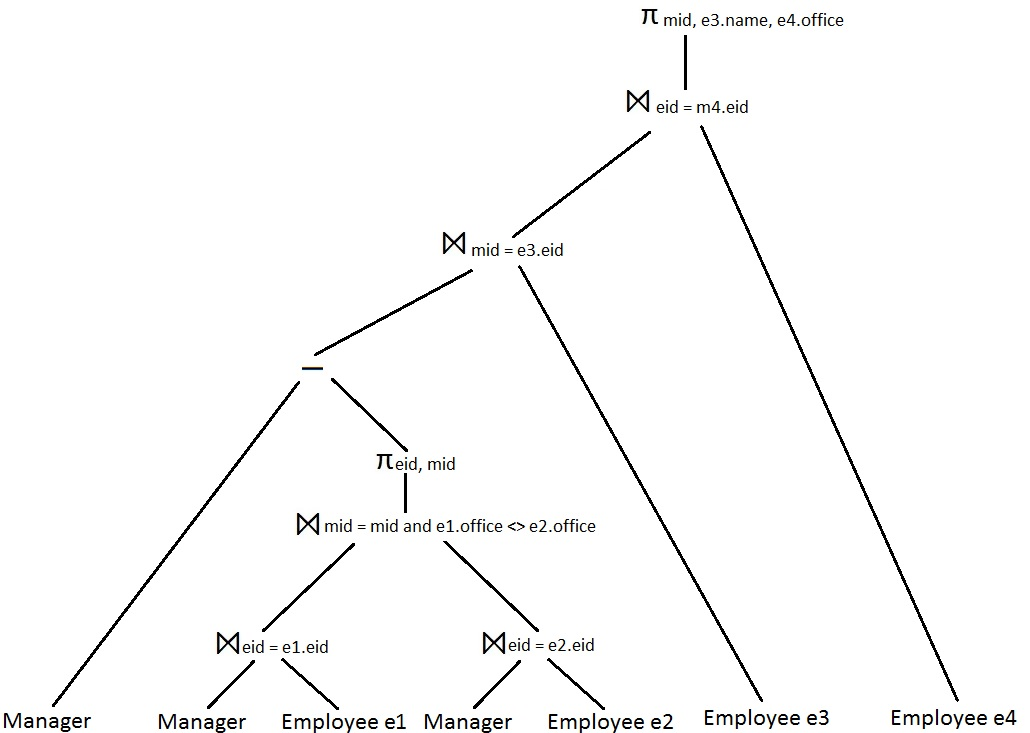 π mid, e3.name, e4.office
⋈ eid = m4.eid
⋈ mid = e3.eid
—
π eid, mid
⋈ mid = mid and e1.office <> e2.office
⋈ eid = e1.eid
⋈ eid = e2.eid
Manager
Manager
Employee e1
Manager
Employee e2
Employee e3
Employee e4